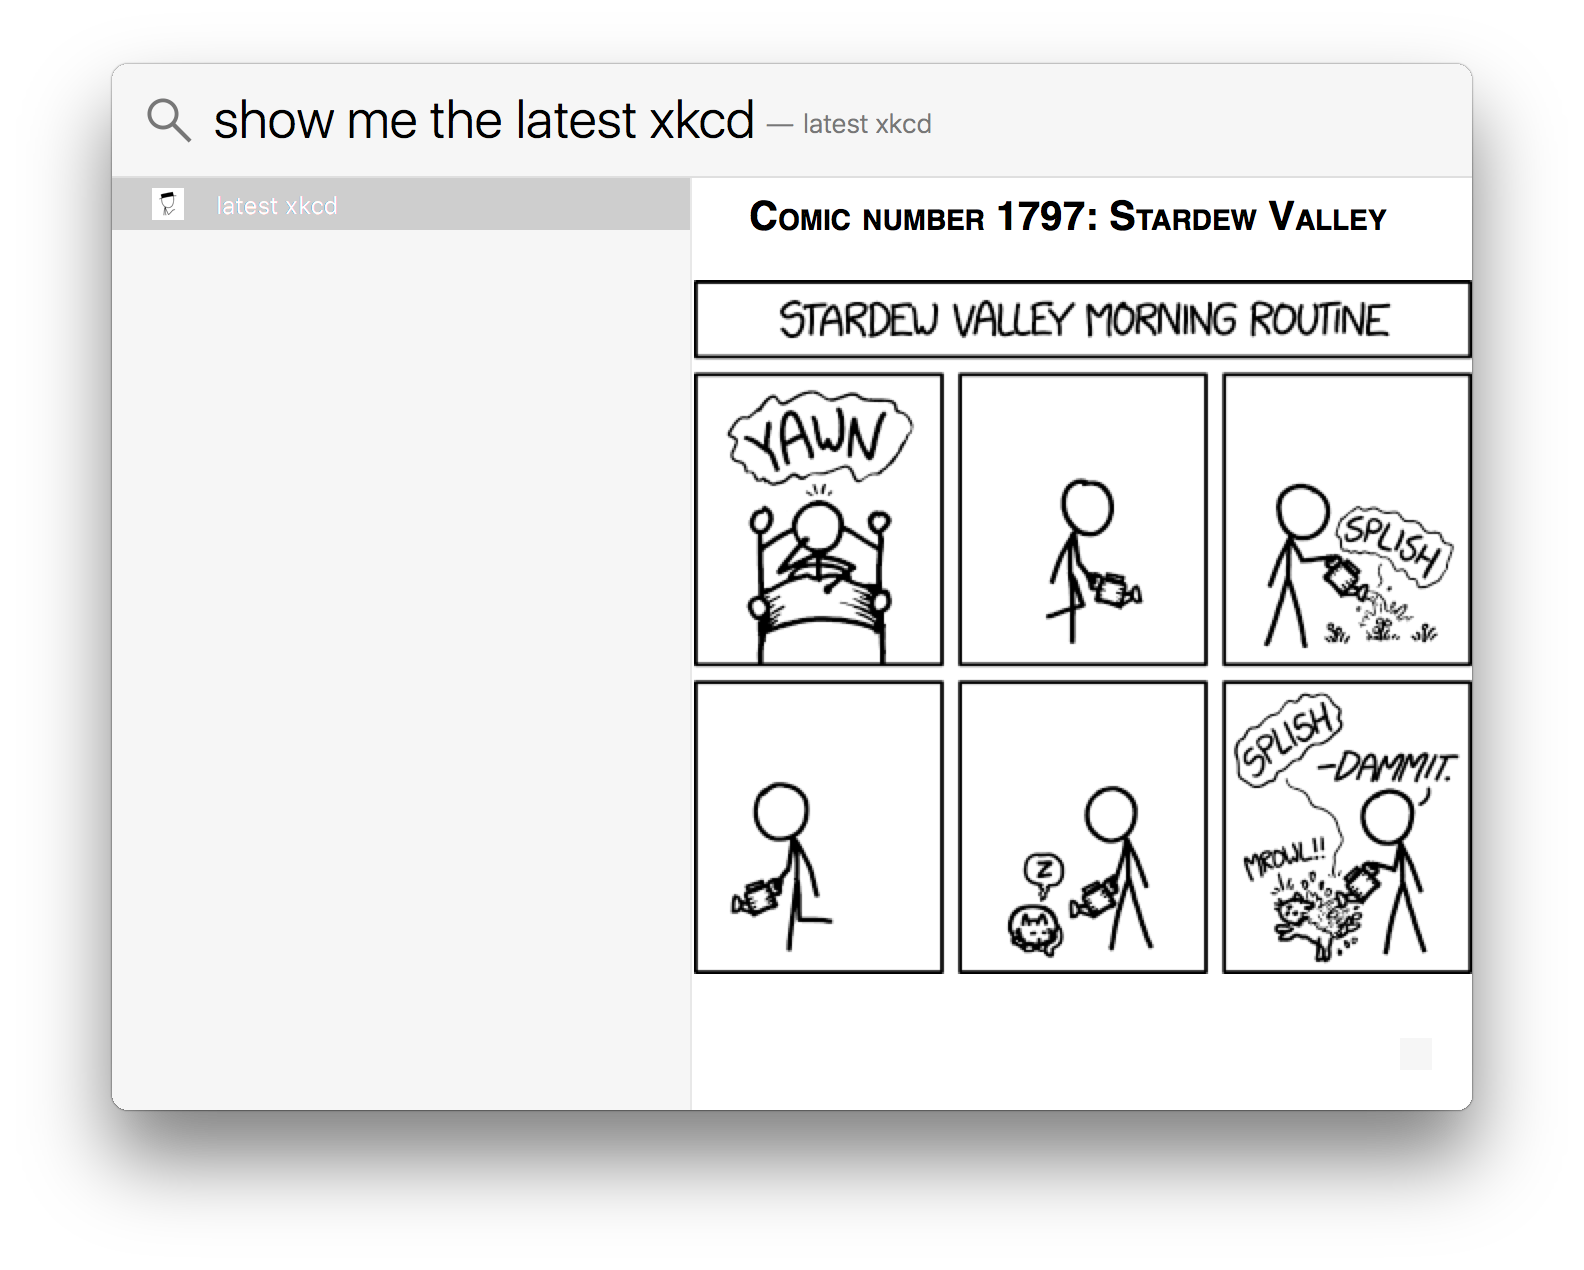 show me the latest xkcd — latest xkcd
latest xkcd
Comic number 1797: Stardew Valley
STARDEW VALLEY MORNING ROUTINE
YAWN
SPLISH
Z
SPLISH
-DAMMIT.
MROWL!!